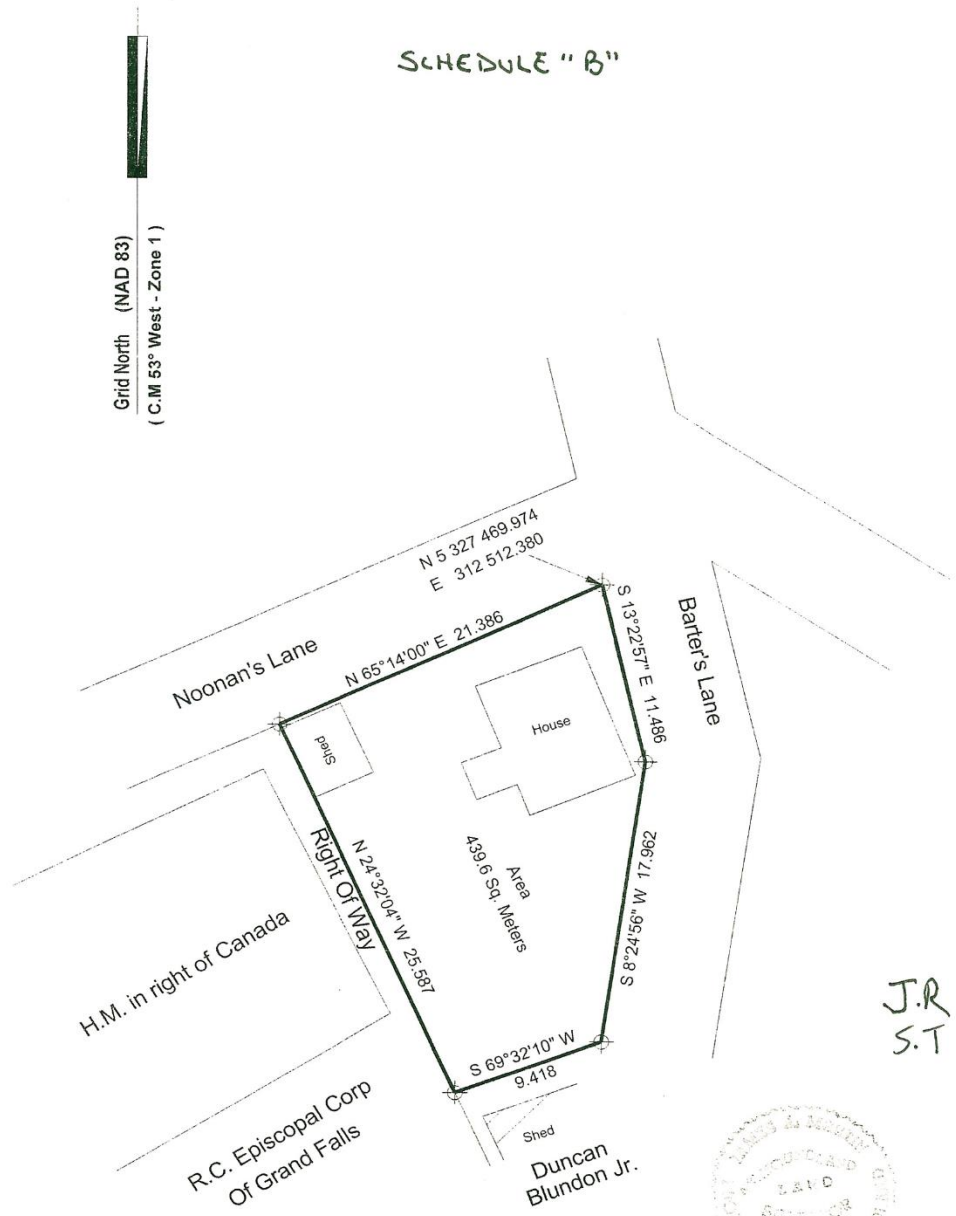 SCHEDULE "B"
Grid North (NAD 83)
( C.M 53° West - Zone 1 )
N 5 327 469.974
E 312 512.380
Noonan's Lane
N 65°14'00" E 21.386
S 13°22'57" E 11.486
Barter's Lane
Shed
House
Right Of Way
N 24°32'04" W 25.587
Area
439.6 Sq. Meters
S 8°24'56" W 17.962
H.M. in right of Canada
S 69°32'10" W
9.418
J.R
S.T
R.C. Episcopal Corp
Of Grand Falls
Shed
Duncan
Blundon Jr.
LAND